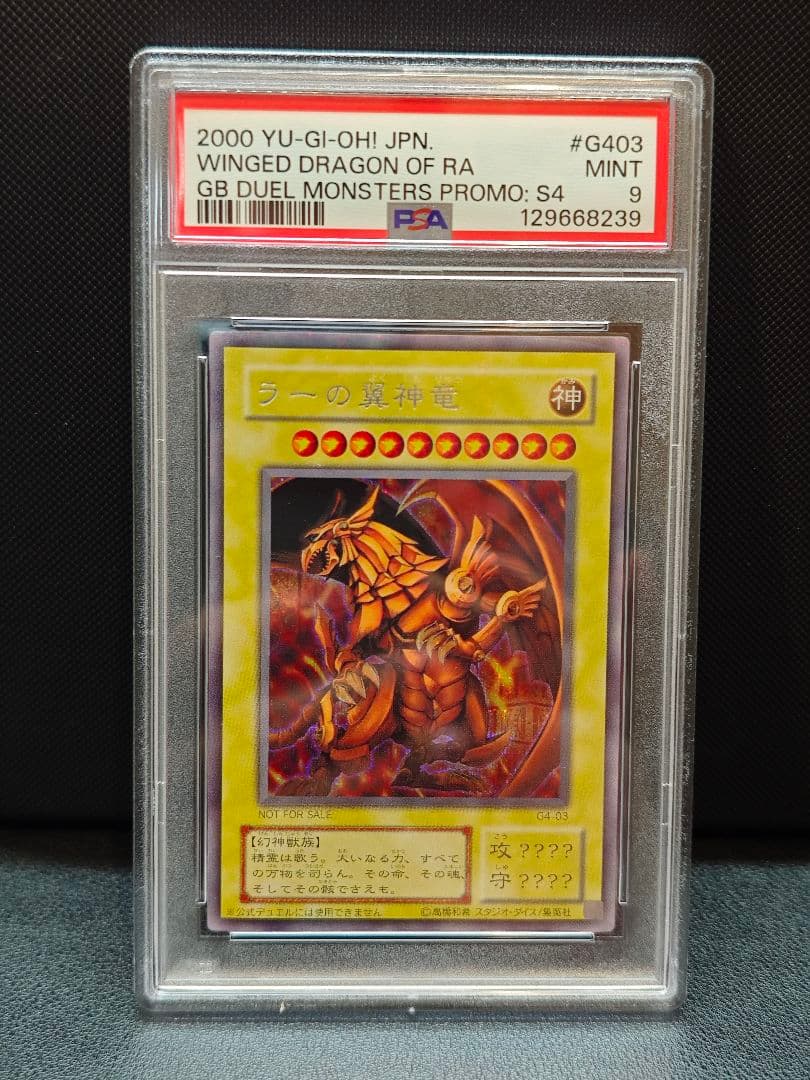 2000 YU-GI-OH! JPN. #G403
WINGED DRAGON OF RA MINT
GB DUEL MONSTERS PROMO: S4 9
PSA 129668239
ラーの翼神竜 神
NOT FOR SALE G4-03
【幻神獣族】
精霊は歌う。大いなる力、すべて
の万物を司らん。その命、その魂、
そしてその骸でさえも。
攻 ????
守 ????
※公式デュエルには使用できません ©高橋和希 スタジオ・ダイス/集英社